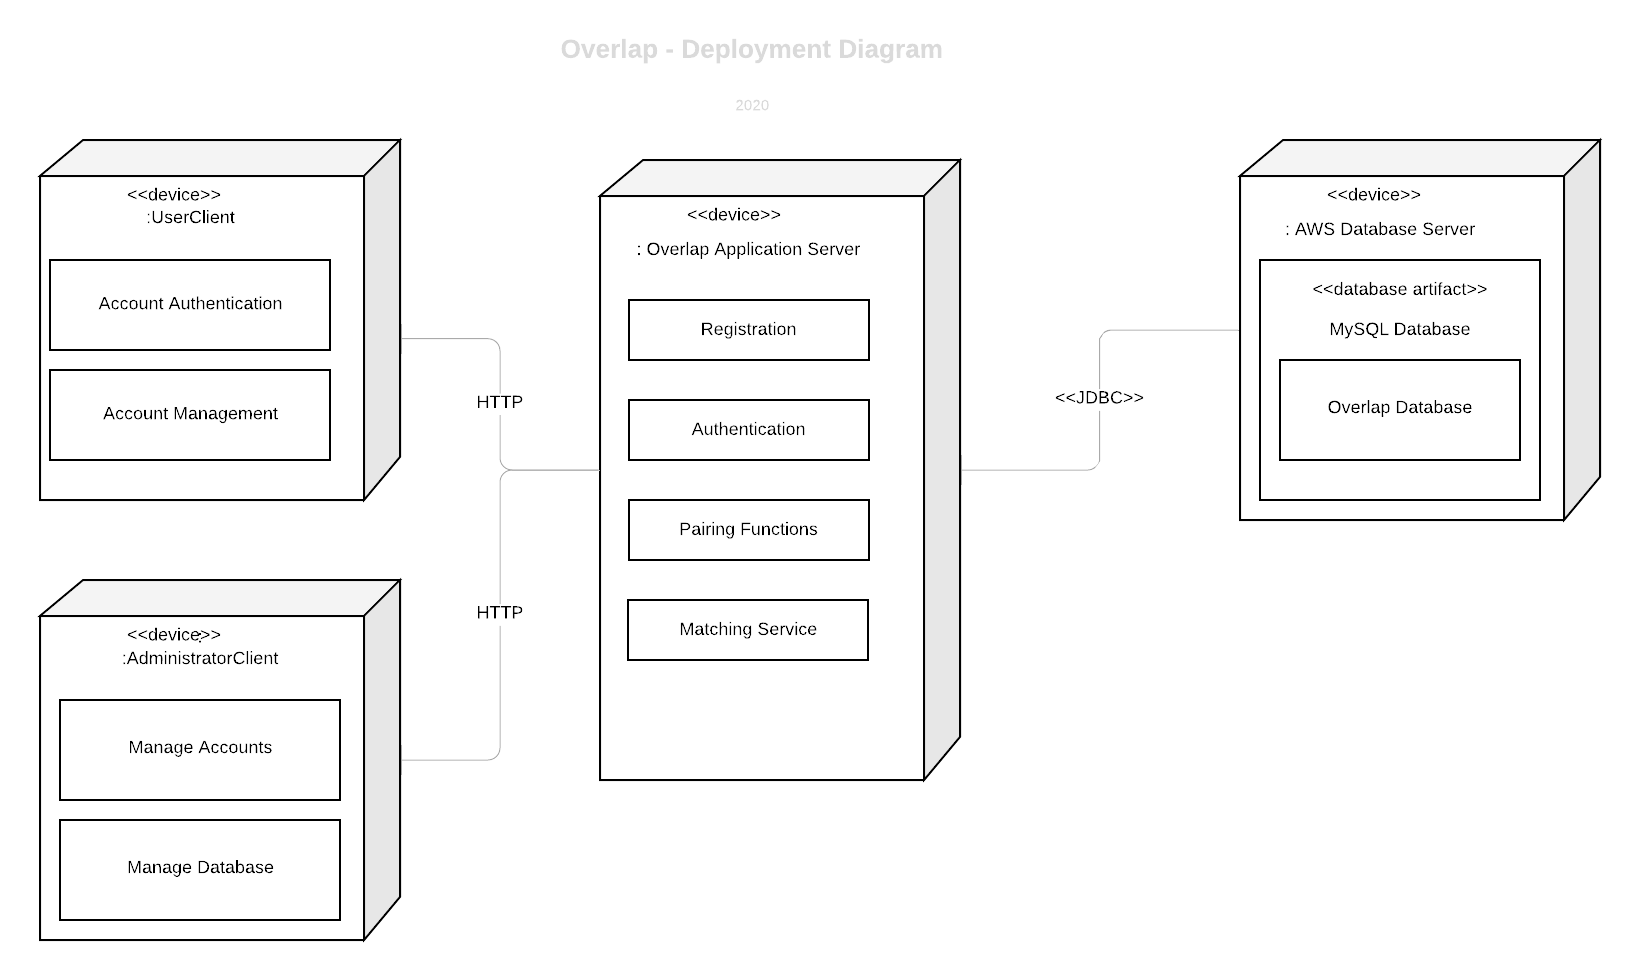 Overlap - Deployment Diagram
2020
<<device>>
:UserClient
Account Authentication
Account Management
<<device>>
:
:AdministratorClient
Manage Accounts
Manage Database
HTTP
HTTP
<<device>>
: Overlap Application Server
Registration
Authentication
Pairing Functions
Matching Service
<<JDBC>>
<<device>>
: AWS Database Server
<<database artifact>>
MySQL Database
Overlap Database